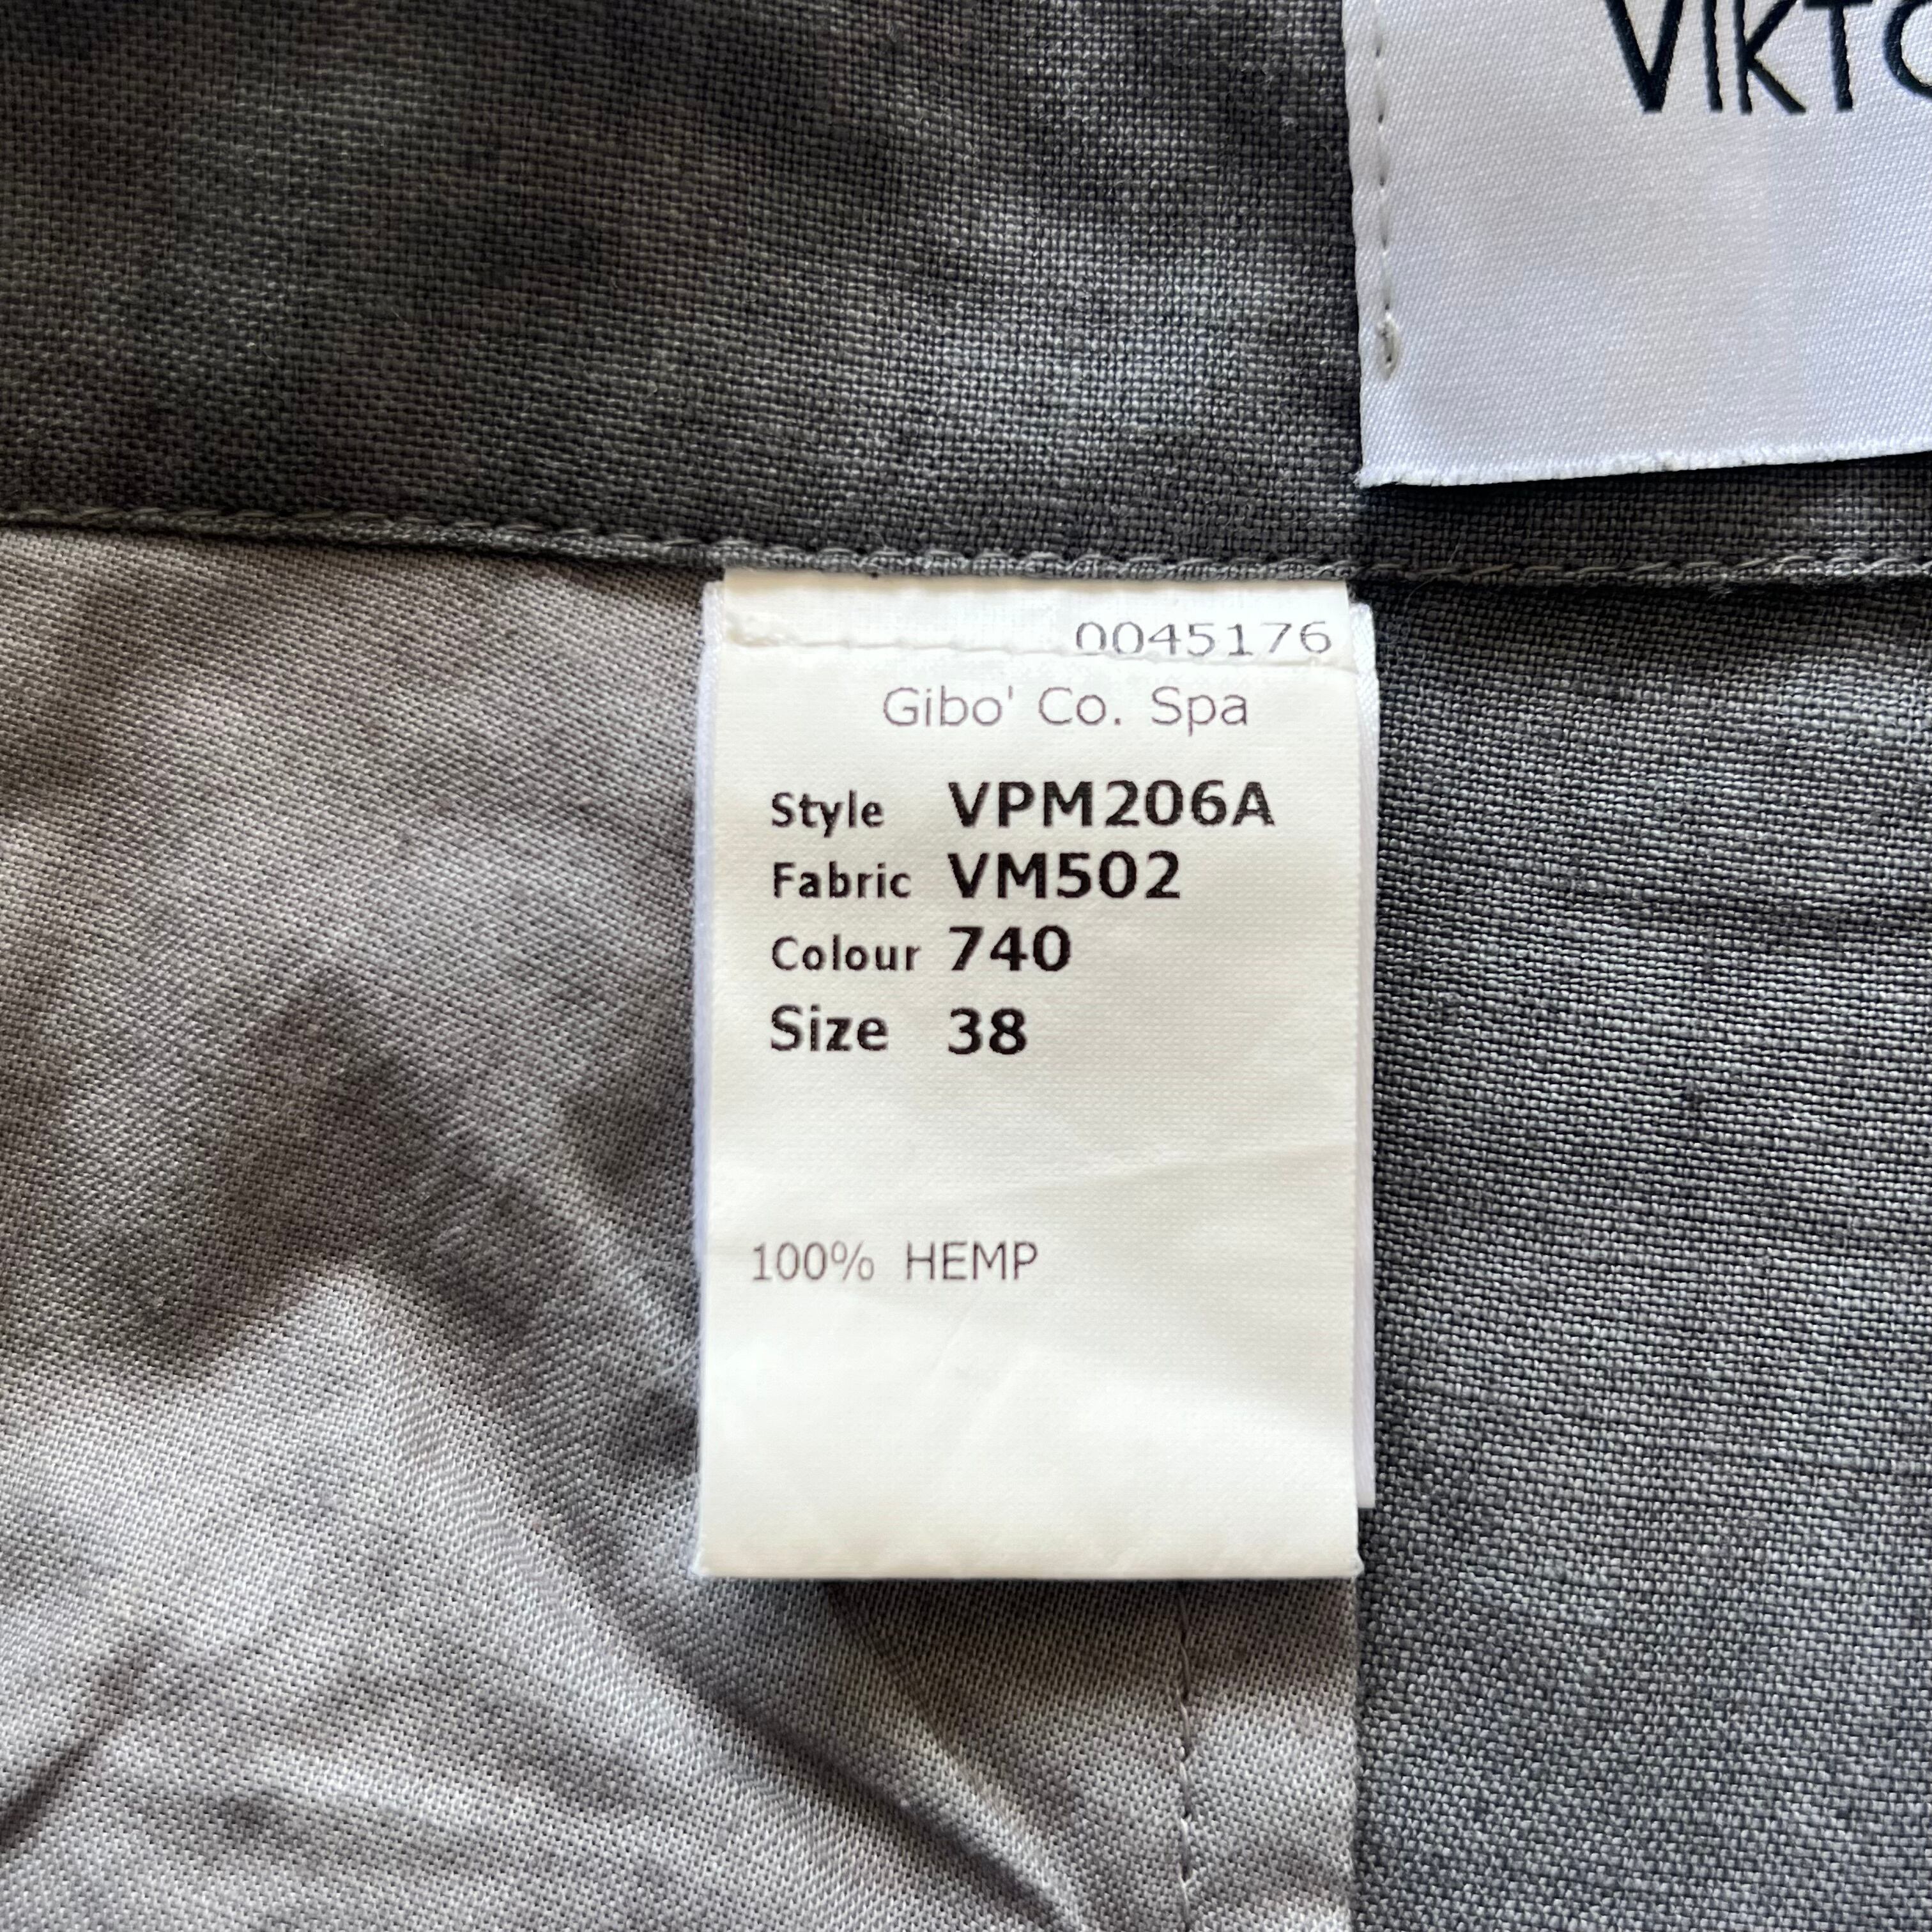 VIKTO
0045176
Gibo' Co. Spa
Style VPM206A
Fabric VM502
Colour 740
Size 38
100% HEMP